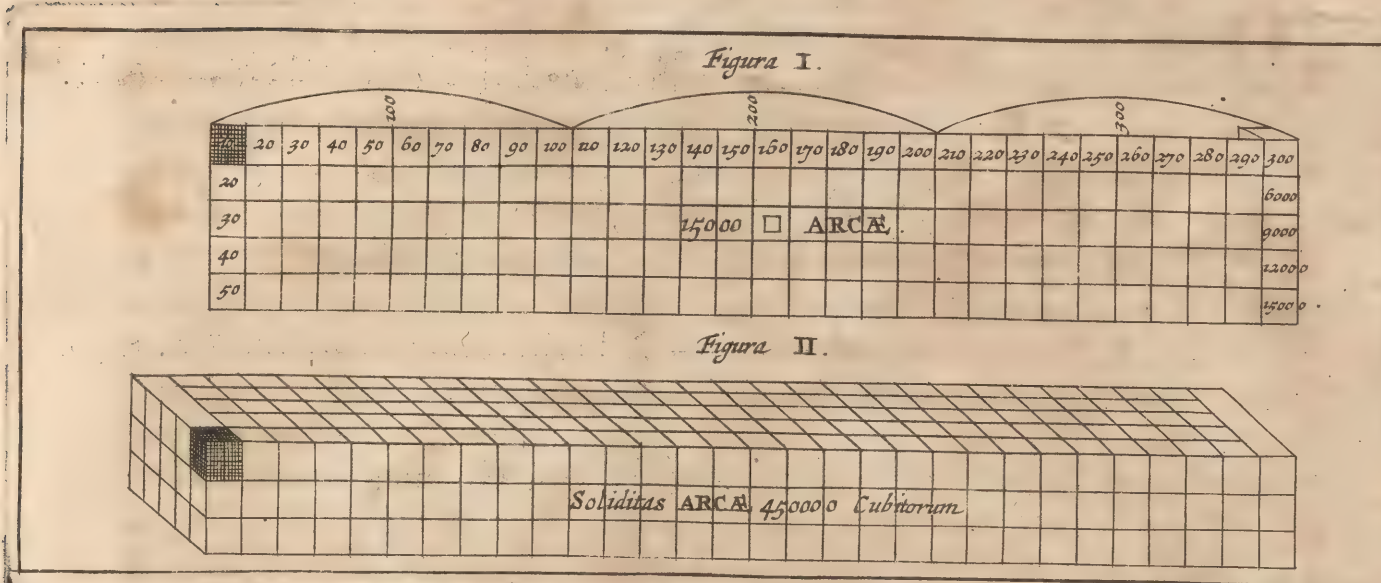 Figura I.
100 200 300
10 20 30 40 50 60 70 80 90 100 110 120 130 140 150 160 170 180 190 200 210 220 230 240 250 260 270 280 290 300
20 6000
30 15000 □ ARCÆ. 9000
40 12000
50 15000
Figura II.
Soliditas ARCÆ 450000 Cubitorum